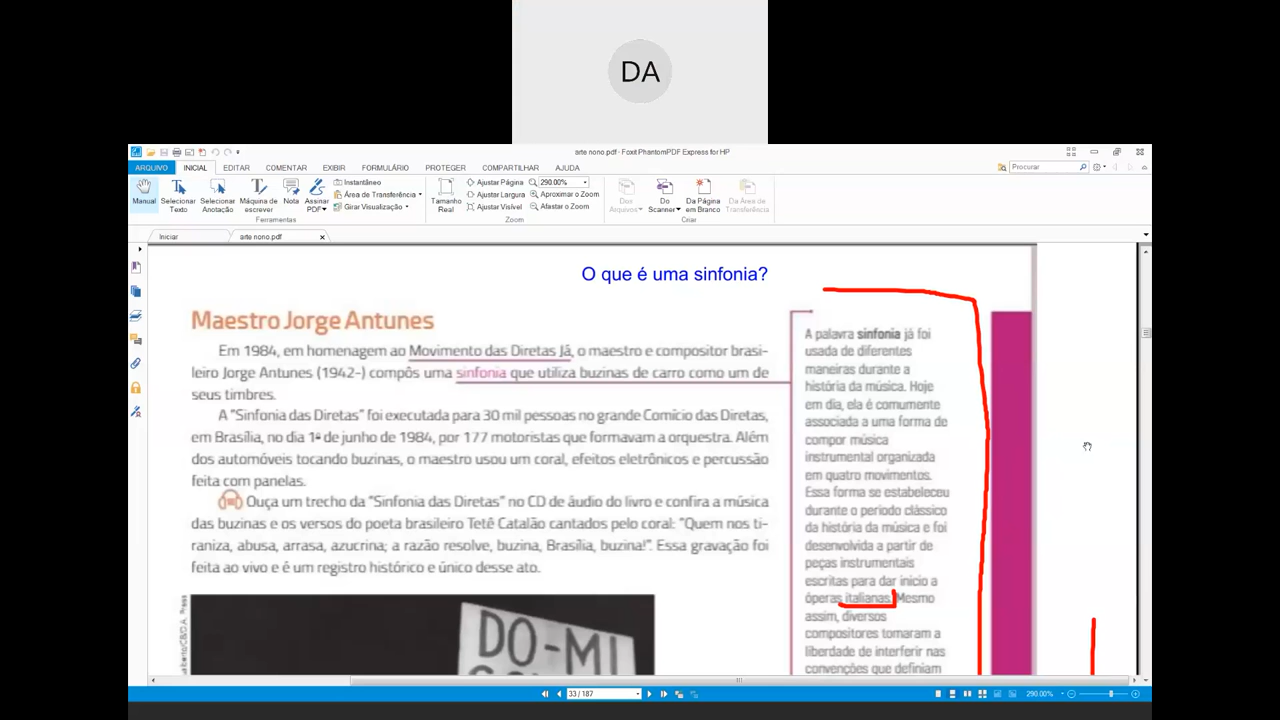 DA
arte nono.pdf - Foxit PhantomPDF Express for HP
ARQUIVO INICIAL EDITAR COMENTAR EXIBIR FORMULÁRIO PROTEGER COMPARTILHAR AJUDA
Procurar
Manual
Selecionar Texto
Selecionar Anotação
Máquina de escrever
Nota
Assinar PDF
Instantâneo
Área de Transferência
Girar Visualização
Ferramentas
Tamanho Real
Ajustar Página
Ajustar Largura
Ajustar Visível
290.00%
Aproximar o Zoom
Afastar o Zoom
Zoom
Dos Arquivos
Do Scanner
Da Página em Branco
Da Área de Transferência
Criar
Iniciar
arte nono.pdf
O que é uma sinfonia?
Maestro Jorge Antunes
Em 1984, em homenagem ao Movimento das Diretas Já, o maestro e compositor brasi-
leiro Jorge Antunes (1942-) compôs uma sinfonia que utiliza buzinas de carro como um de
seus timbres.
A "Sinfonia das Diretas" foi executada para 30 mil pessoas no grande Comício das Diretas,
em Brasília, no dia 1º de junho de 1984, por 177 motoristas que formavam a orquestra. Além
dos automóveis tocando buzinas, o maestro usou um coral, efeitos eletrônicos e percussão
feita com panelas.
Ouça um trecho da "Sinfonia das Diretas" no CD de áudio do livro e confira a música
das buzinas e os versos do poeta brasileiro Tetê Catalão cantados pelo coral: "Quem nos ti-
raniza, abusa, arrasa, azucrina; a razão resolve, buzina, Brasília, buzina!". Essa gravação foi
feita ao vivo e é um registro histórico e único desse ato.
A palavra sinfonia já foi
usada de diferentes
maneiras durante a
história da música. Hoje
em dia, ela é comumente
associada a uma forma de
compor música
instrumental organizada
em quatro movimentos.
Essa forma se estabeleceu
durante o período clássico
da história da música e foi
desenvolvida a partir de
peças instrumentais
escritas para dar início a
óperas italianas. Mesmo
assim, diversos
compositores tomaram a
liberdade de interferir nas
convenções que definiam
DO-MI
33 / 187
290.00%